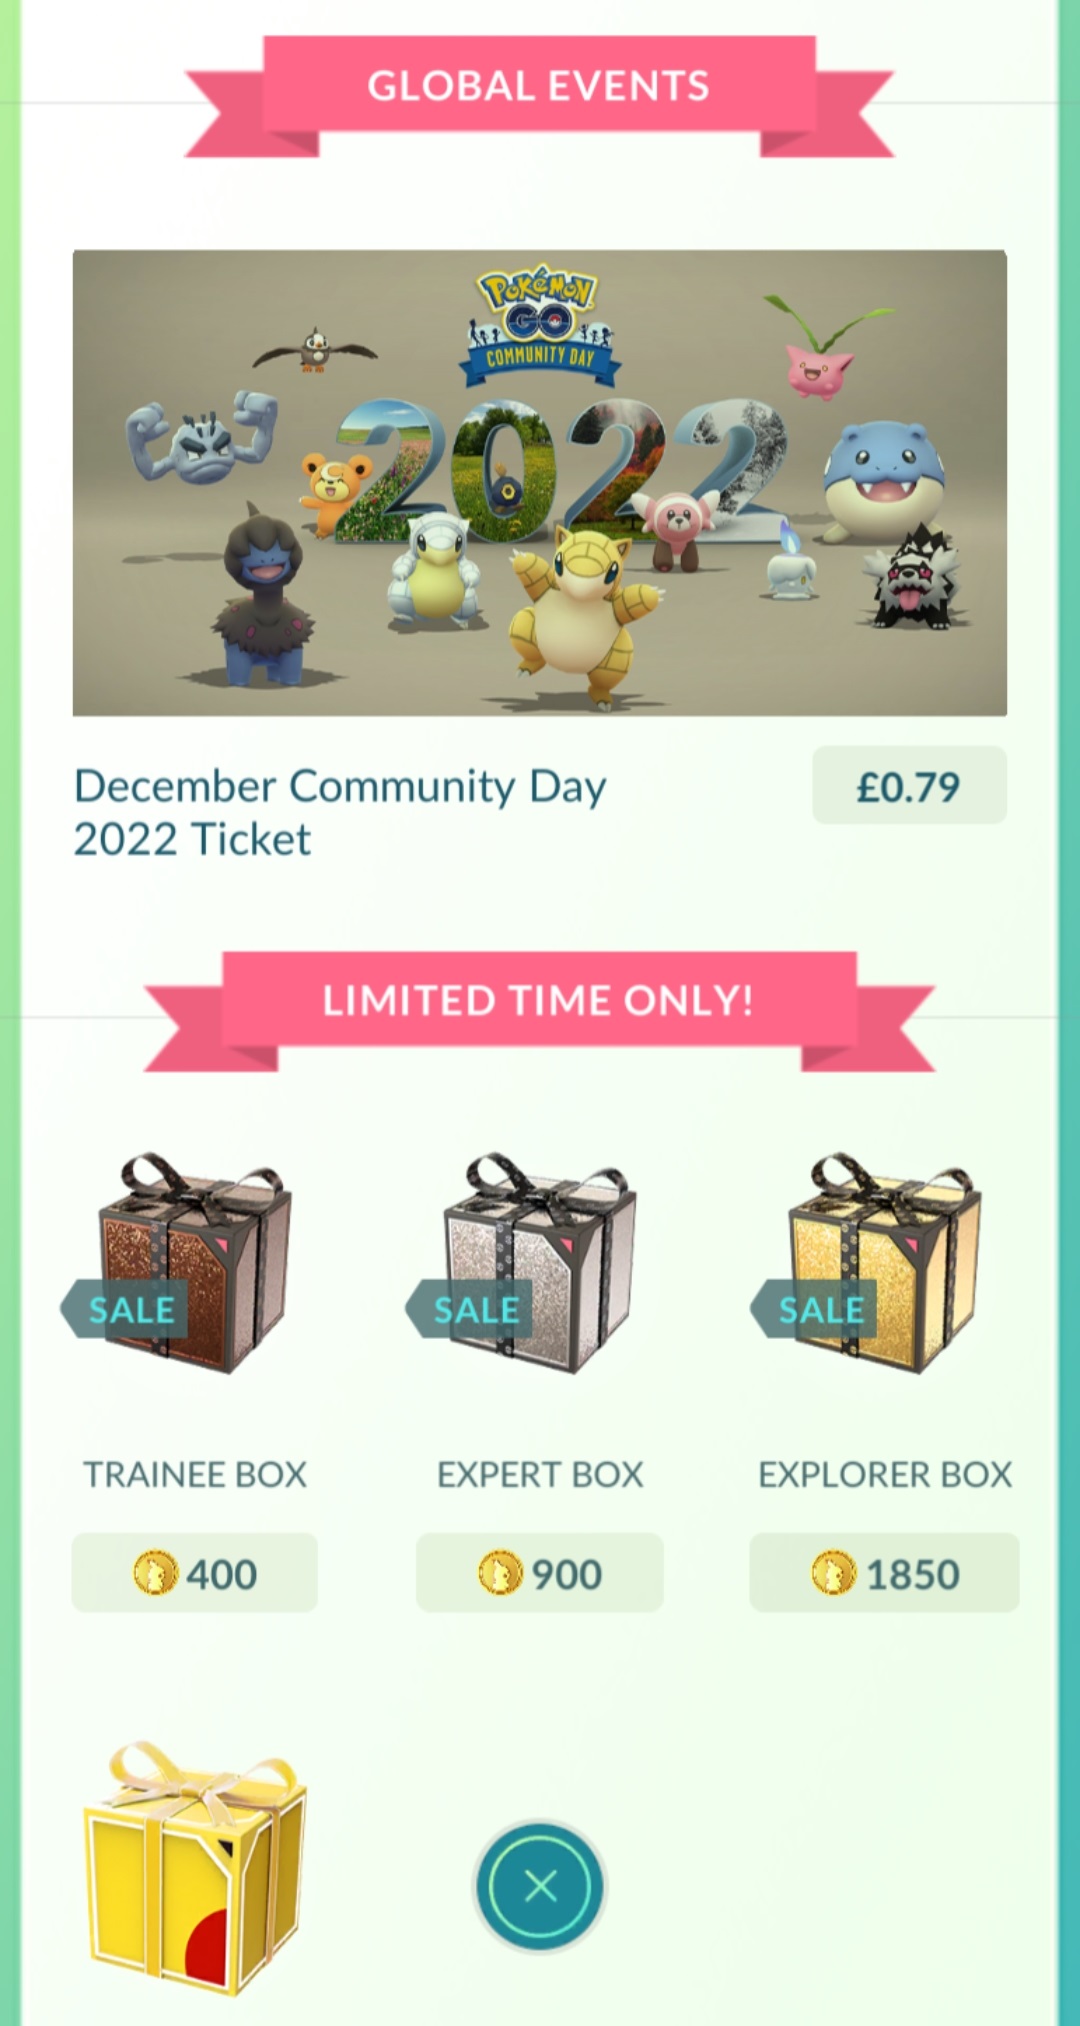 GLOBAL EVENTS
POKéMON
GO
COMMUNITY DAY
2022
December Community Day
2022 Ticket
£0.79
LIMITED TIME ONLY!
SALE
SALE
SALE
TRAINEE BOX
EXPERT BOX
EXPLORER BOX
400
900
1850